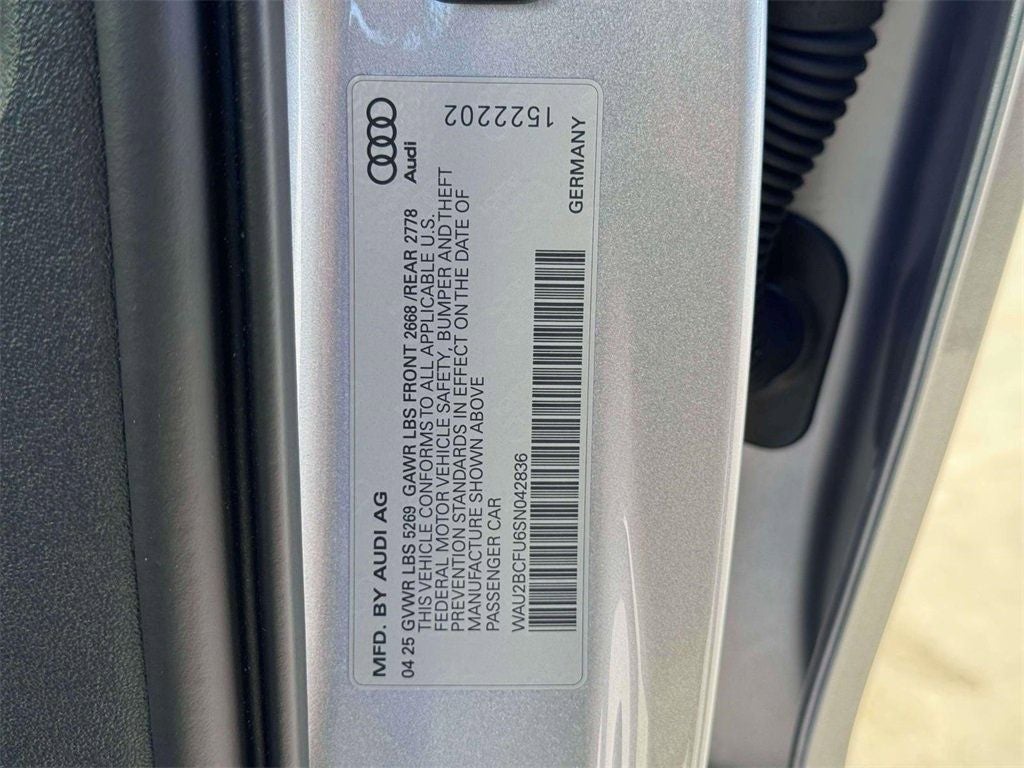 MFD. BY AUDI AG
Audi
04 25 GVWR LBS 5269 GAWR LBS FRONT 2668 /REAR 2778
THIS VEHICLE CONFORMS TO ALL APPLICABLE U.S.
FEDERAL MOTOR VEHICLE SAFETY, BUMPER AND THEFT
PREVENTION STANDARDS IN EFFECT ON THE DATE OF
MANUFACTURE SHOWN ABOVE
PASSENGER CAR
1522202
WAU2BCFU6SN042836
GERMANY